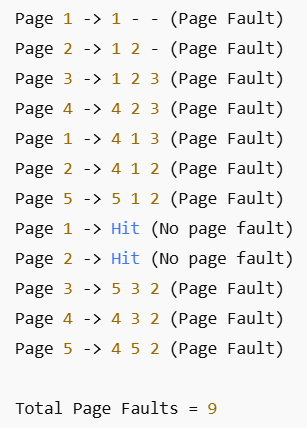 Page 1 -> 1 - - (Page Fault)
Page 2 -> 1 2 - (Page Fault)
Page 3 -> 1 2 3 (Page Fault)
Page 4 -> 4 2 3 (Page Fault)
Page 1 -> 4 1 3 (Page Fault)
Page 2 -> 4 1 2 (Page Fault)
Page 5 -> 5 1 2 (Page Fault)
Page 1 -> Hit (No page fault)
Page 2 -> Hit (No page fault)
Page 3 -> 5 3 2 (Page Fault)
Page 4 -> 4 3 2 (Page Fault)
Page 5 -> 4 5 2 (Page Fault)
Total Page Faults = 9